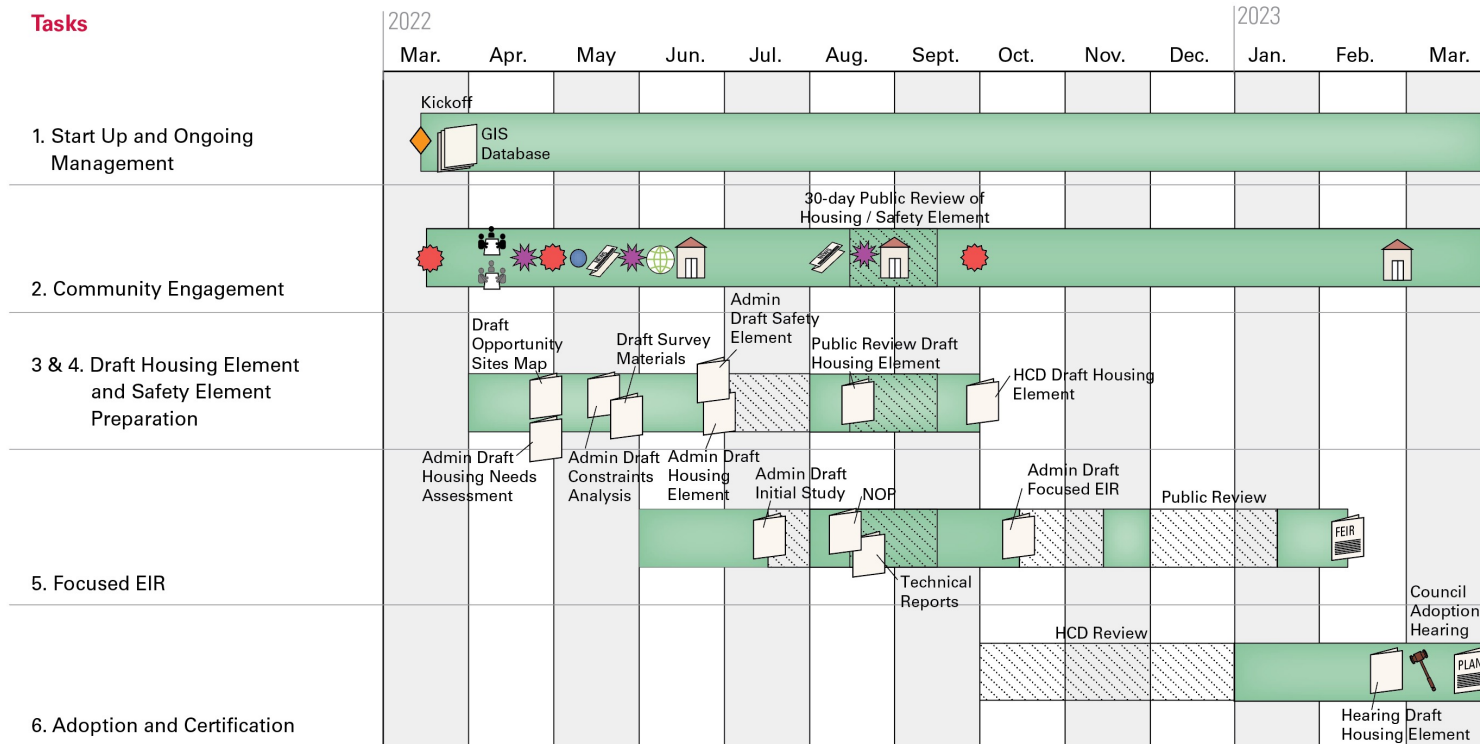 Tasks
2022
2023
Mar.
Apr.
May
Jun.
Jul.
Aug.
Sept.
Oct.
Nov.
Dec.
Jan.
Feb.
Mar.
Kickoff
1. Start Up and Ongoing
Management
GIS
Database
30-day Public Review of
Housing / Safety Element
2. Community Engagement
3 & 4. Draft Housing Element
and Safety Element
Preparation
Draft
Opportunity
Sites Map
Draft Survey
Materials
Admin
Draft Safety
Element
Public Review Draft
Housing Element
HCD Draft Housing
Element
Admin Draft
Housing Needs
Assessment
Admin Draft
Constraints
Analysis
Admin Draft
Housing
Element
5. Focused EIR
Admin Draft
Initial Study
NOP
Technical
Reports
Admin Draft
Focused EIR
Public Review
FEIR
6. Adoption and Certification
HCD Review
Council
Adoption
Hearing
PLAN
Hearing Draft
Housing Element